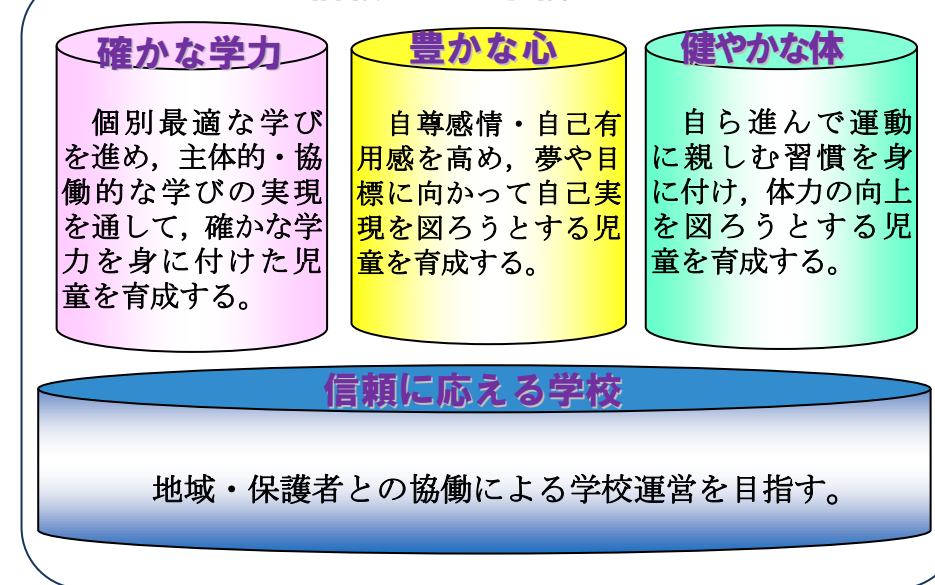 確かな学力
個別最適な学び
を進め，主体的・協
働的な学びの実現
を通して，確かな学
力を身に付けた児
童を育成する。
豊かな心
自尊感情・自己有
用感を高め，夢や目
標に向かって自己実
現を図ろうとする児
童を育成する。
健やかな体
自ら進んで運動
に親しむ習慣を身
に付け，体力の向上
を図ろうとする児
童を育成する。
信頼に応える学校
地域・保護者との協働による学校運営を目指す。